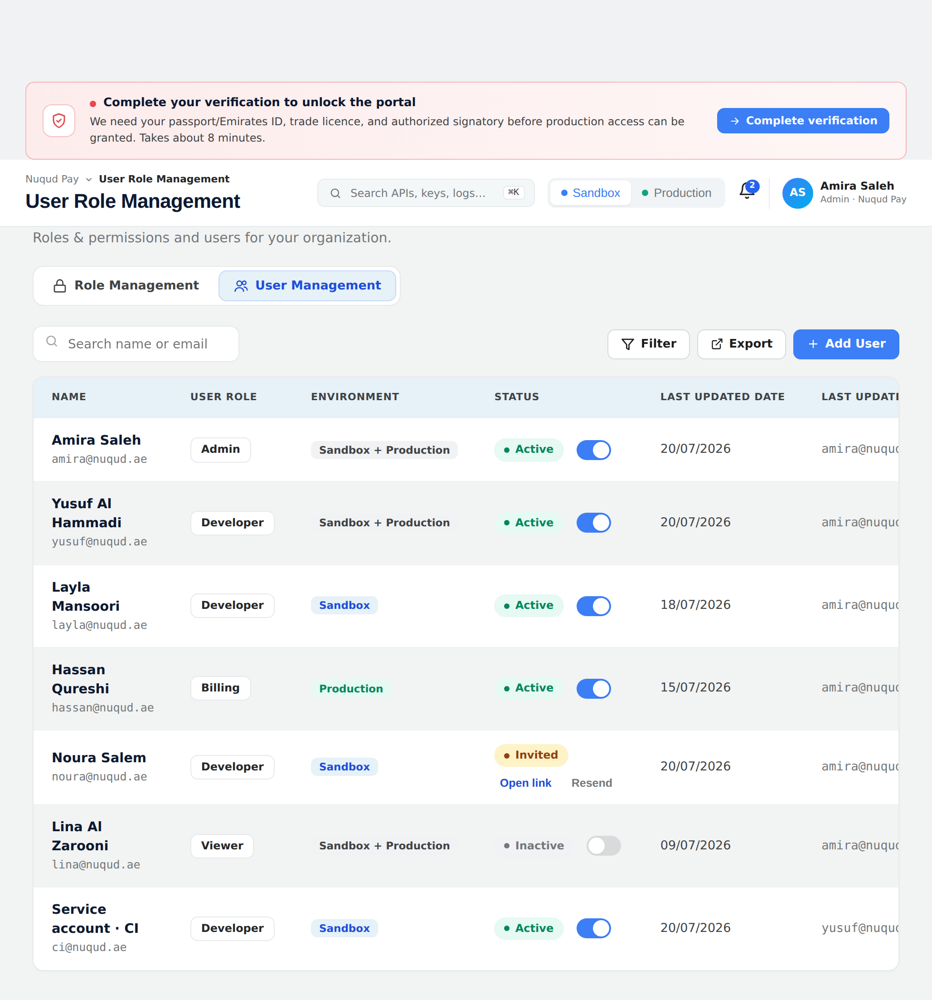 Complete your verification to unlock the portal
We need your passport/Emirates ID, trade licence, and authorized signatory before production access can be
granted. Takes about 8 minutes.
Complete verification
Nuqud Pay User Role Management
User Role Management
Search APIs, keys, logs... ⌘K
Sandbox Production
2
AS
Amira Saleh
Admin · Nuqud Pay
Roles & permissions and users for your organization.
Role Management User Management
Search name or email
Filter Export Add User
NAME USER ROLE ENVIRONMENT STATUS LAST UPDATED DATE LAST UPDATE
Amira Saleh
amira@nuqud.ae
Admin Sandbox + Production Active 20/07/2026 amira@nuqud
Yusuf Al
Hammadi
yusuf@nuqud.ae
Developer Sandbox + Production Active 20/07/2026 amira@nuqud
Layla
Mansoori
layla@nuqud.ae
Developer Sandbox Active 18/07/2026 amira@nuqud
Hassan
Qureshi
hassan@nuqud.ae
Billing Production Active 15/07/2026 amira@nuqud
Noura Salem
noura@nuqud.ae
Developer Sandbox Invited
Open link Resend
20/07/2026 amira@nuqud
Lina Al
Zarooni
lina@nuqud.ae
Viewer Sandbox + Production Inactive 09/07/2026 amira@nuqud
Service
account · CI
ci@nuqud.ae
Developer Sandbox Active 20/07/2026 yusuf@nuqud